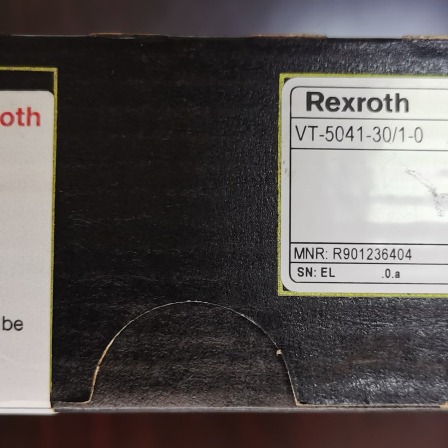 oth
be
Rexroth
VT-5041-30/1-0
MNR: R901236404
SN: EL .0.a